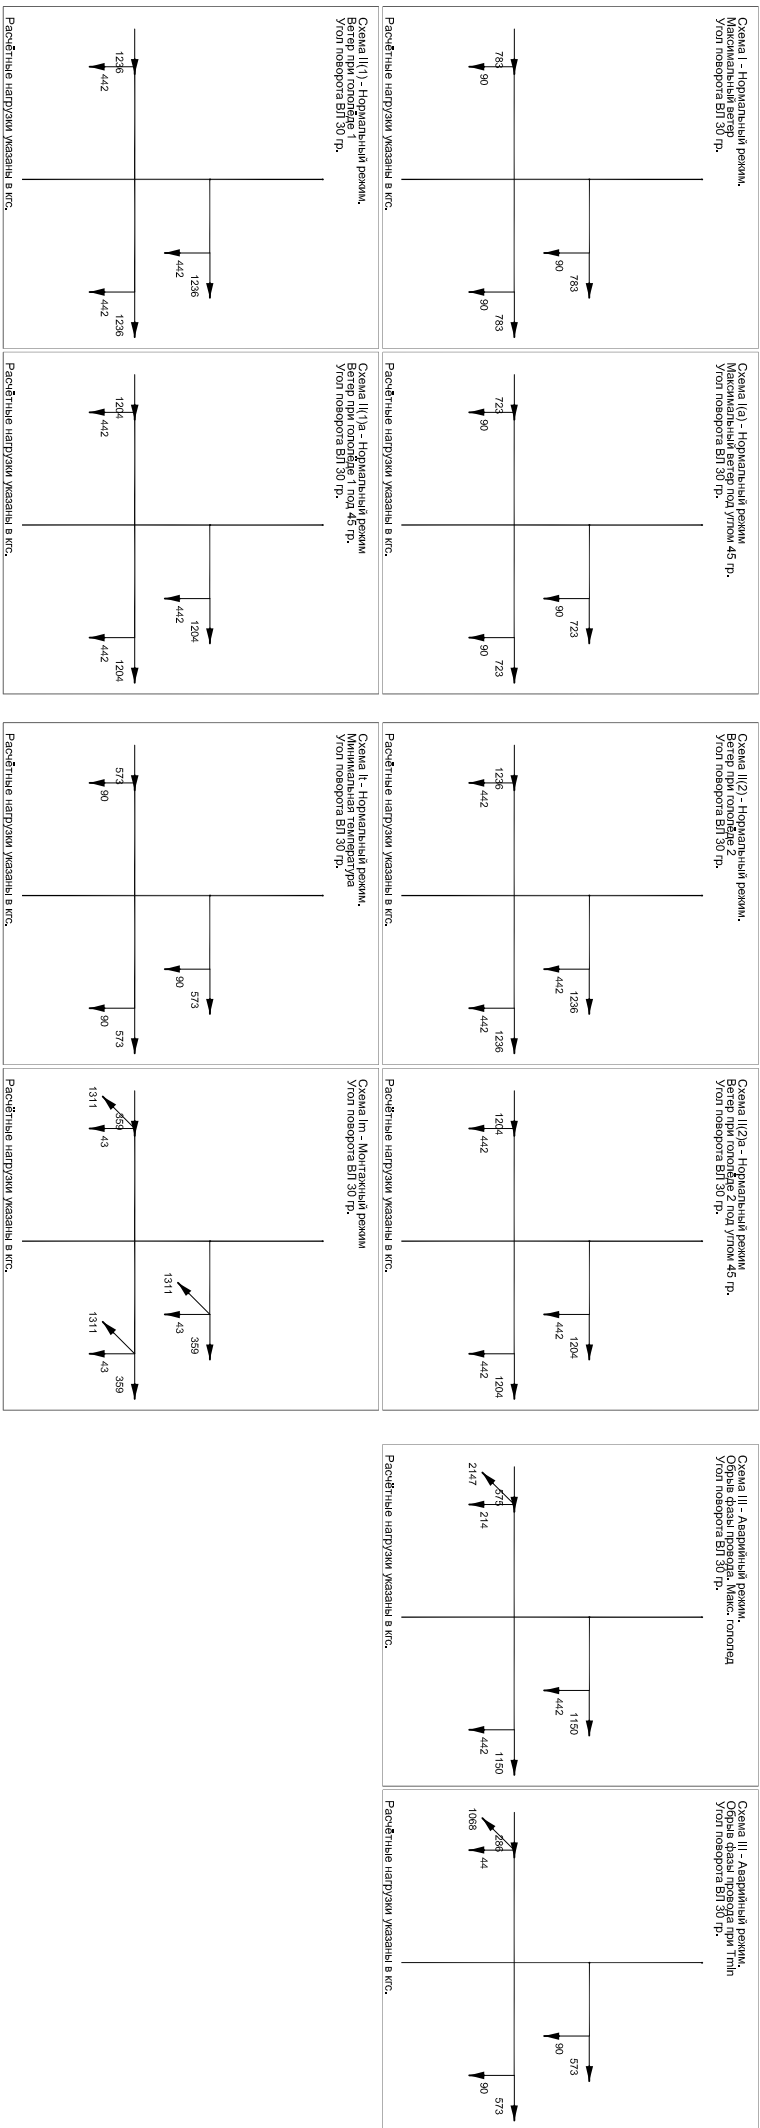 Схема I - Нормальный режим.
Максимальный ветер
Угол поворота ВЛ 30 гр.
783
90
783
783
90
90
Расчётные нагрузки указаны в кгс.
Схема I(а) - Нормальный режим
Максимальный ветер под углом 45 гр.
Угол поворота ВЛ 30 гр.
723
90
723
723
90
90
Расчётные нагрузки указаны в кгс.
Схема II(2) - Нормальный режим.
Ветер при гололёде 2
Угол поворота ВЛ 30 гр.
1236
442
1236
1236
442
442
Расчётные нагрузки указаны в кгс.
Схема II(2)а - Нормальный режим
Ветер при гололёде 2 под углом 45 гр.
Угол поворота ВЛ 30 гр.
1204
442
1204
1204
442
442
Расчётные нагрузки указаны в кгс.
Схема III - Аварийный режим.
Обрыв фазы провода. Макс. гололед
Угол поворота ВЛ 30 гр.
1150
442
575
1150
2147
214
442
Расчётные нагрузки указаны в кгс.
Схема III - Аварийный режим.
Обрыв фазы провода при Tmin
Угол поворота ВЛ 30 гр.
573
90
286
573
1068
44
90
Расчётные нагрузки указаны в кгс.
Схема II(1) - Нормальный режим.
Ветер при гололёде 1
Угол поворота ВЛ 30 гр.
1236
442
1236
1236
442
442
Расчётные нагрузки указаны в кгс.
Схема II(1)а - Нормальный режим
Ветер при гололёде 1 под 45 гр.
Угол поворота ВЛ 30 гр.
1204
442
1204
1204
442
442
Расчётные нагрузки указаны в кгс.
Схема It - Нормальный режим.
Минимальная температура
Угол поворота ВЛ 30 гр.
573
90
573
573
90
90
Расчётные нагрузки указаны в кгс.
Схема Im - Монтажный режим
Угол поворота ВЛ 30 гр.
359
1311
43
359
359
1311
43
1311
43
Расчётные нагрузки указаны в кгс.